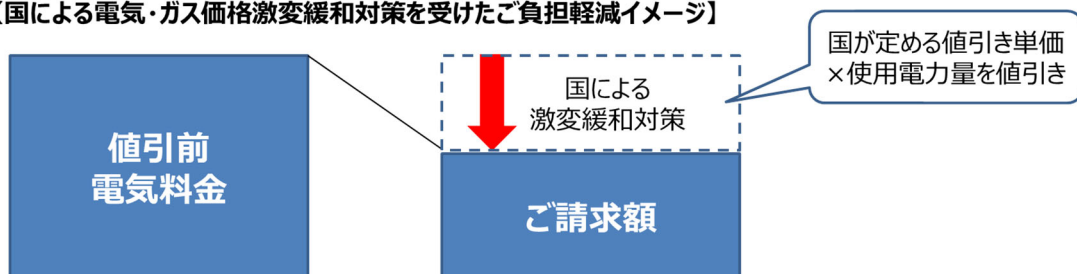 【国による電気・ガス価格激変緩和対策を受けたご負担軽減イメージ】
国が定める値引き単価
×使用電力量を値引き
国による
激変緩和対策
値引前
電気料金
ご請求額